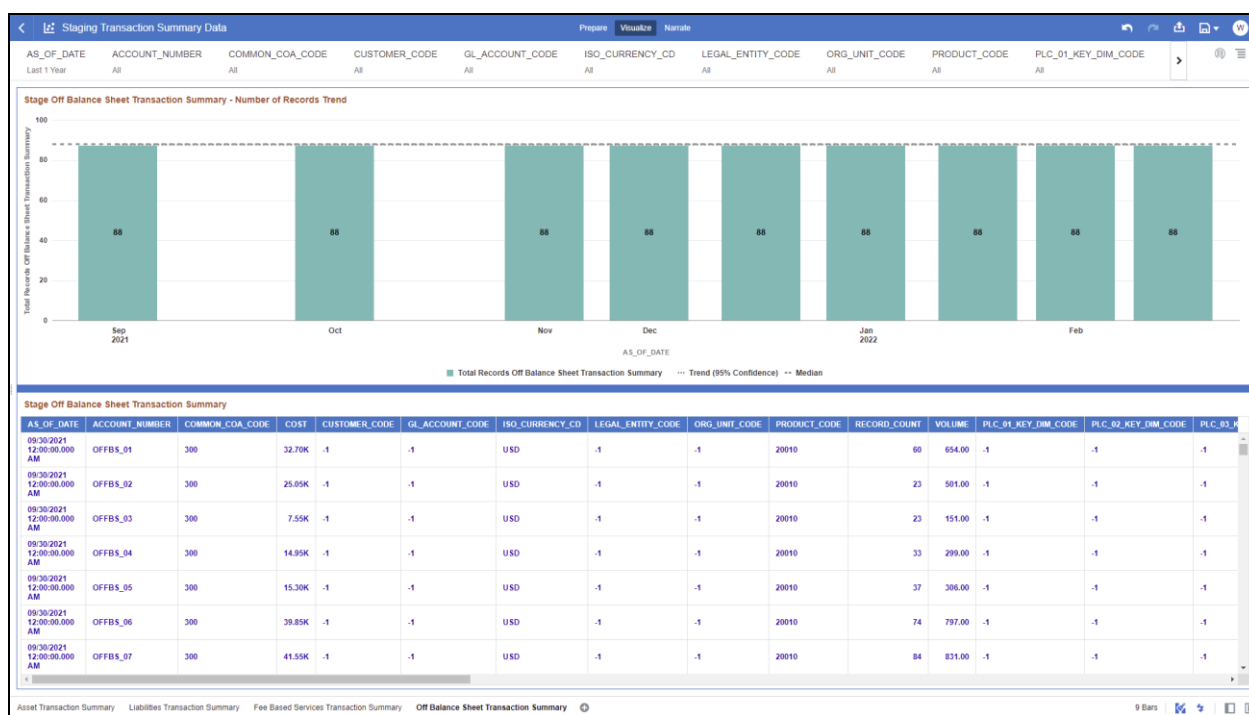 Staging Transaction Summary Data
Prepare Visualize Narrate
W
AS_OF_DATE ACCOUNT_NUMBER COMMON_COA_CODE CUSTOMER_CODE GL_ACCOUNT_CODE ISO_CURRENCY_CD LEGAL_ENTITY_CODE ORG_UNIT_CODE PRODUCT_CODE PLC_01_KEY_DIM_CODE
Last 1 Year All All All All All All All All All
Stage Off Balance Sheet Transaction Summary - Number of Records Trend
Total Records Off Balance Sheet Transaction Summary
100
80
60
40
20
0
88 88 88 88 88 88 88 88 88
Sep Oct Nov Dec Jan Feb
2021 2022
AS_OF_DATE
Total Records Off Balance Sheet Transaction Summary Trend (95% Confidence) Median
Stage Off Balance Sheet Transaction Summary
AS_OF_DATE ACCOUNT_NUMBER COMMON_COA_CODE COST CUSTOMER_CODE GL_ACCOUNT_CODE ISO_CURRENCY_CD LEGAL_ENTITY_CODE ORG_UNIT_CODE PRODUCT_CODE RECORD_COUNT VOLUME PLC_01_KEY_DIM_CODE PLC_02_KEY_DIM_CODE PLC_03_K
09/30/2021
12:00:00.000 OFFBS_01 300 32.70K -1 -1 USD -1 -1 20010 60 654.00 -1 -1 -1
AM
09/30/2021
12:00:00.000 OFFBS_02 300 25.05K -1 -1 USD -1 -1 20010 23 501.00 -1 -1 -1
AM
09/30/2021
12:00:00.000 OFFBS_03 300 7.55K -1 -1 USD -1 -1 20010 23 151.00 -1 -1 -1
AM
09/30/2021
12:00:00.000 OFFBS_04 300 14.95K -1 -1 USD -1 -1 20010 33 299.00 -1 -1 -1
AM
09/30/2021
12:00:00.000 OFFBS_05 300 15.30K -1 -1 USD -1 -1 20010 37 306.00 -1 -1 -1
AM
09/30/2021
12:00:00.000 OFFBS_06 300 39.85K -1 -1 USD -1 -1 20010 74 797.00 -1 -1 -1
AM
09/30/2021
12:00:00.000 OFFBS_07 300 41.55K -1 -1 USD -1 -1 20010 84 831.00 -1 -1 -1
AM
Asset Transaction Summary Liabilities Transaction Summary Fee Based Services Transaction Summary Off Balance Sheet Transaction Summary 9 Bars